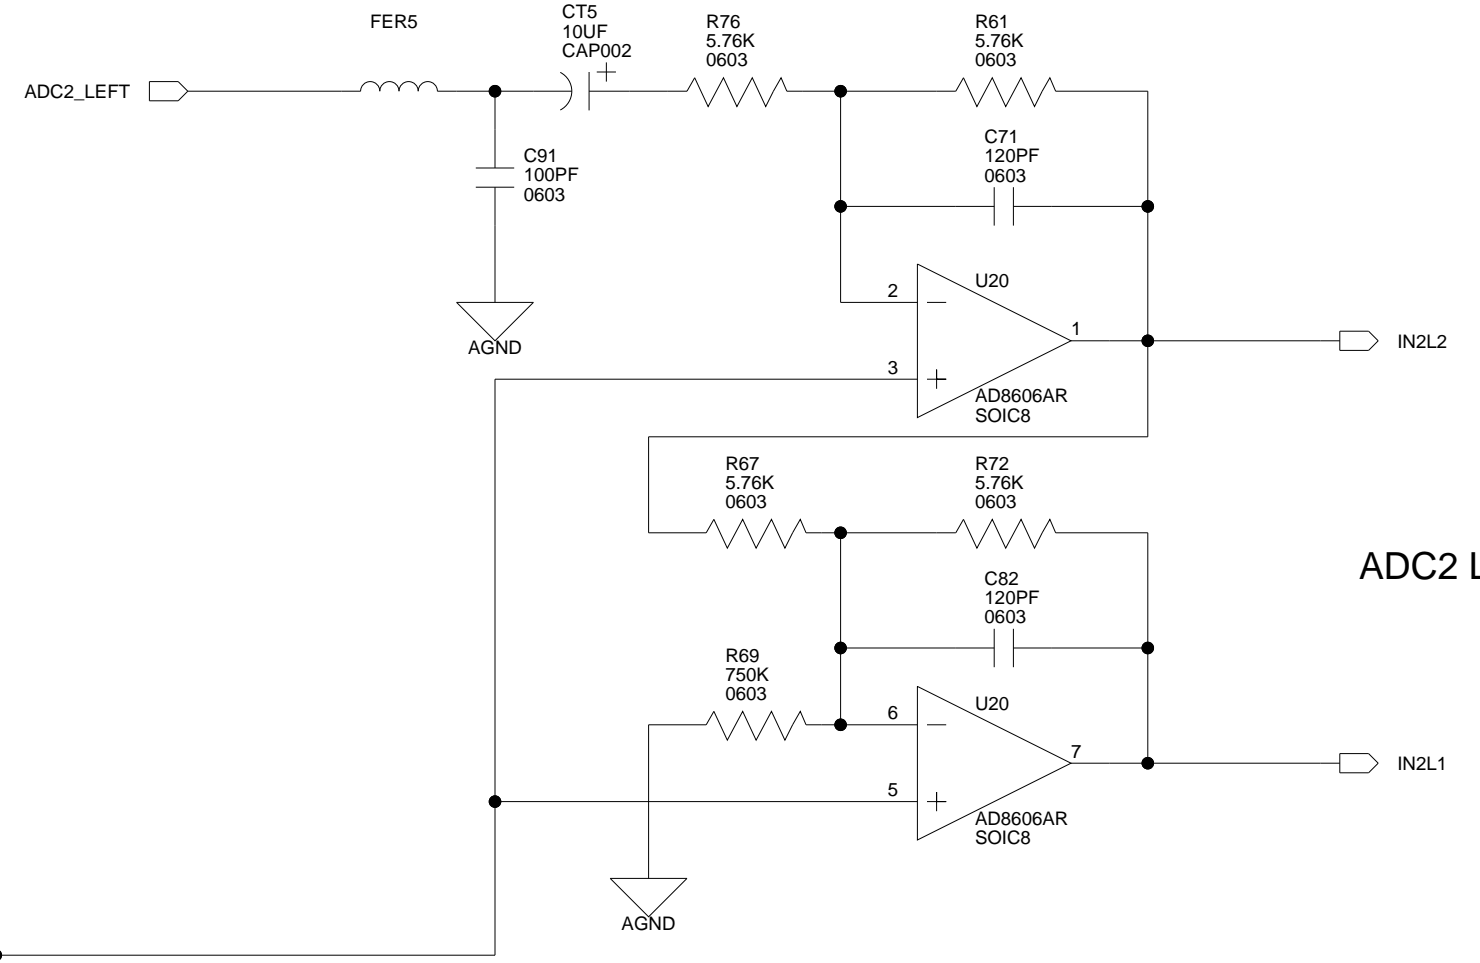 FER5
CT5
10UF
CAP002
R76
5.76K
0603
R61
5.76K
0603
ADC2_LEFT
C91
100PF
0603
C71
120PF
0603
AGND
2
3
1
U20
AD8606AR
SOIC8
IN2L2
R67
5.76K
0603
R72
5.76K
0603
ADC2 L
C82
120PF
0603
R69
750K
0603
6
5
7
U20
AD8606AR
SOIC8
IN2L1
AGND